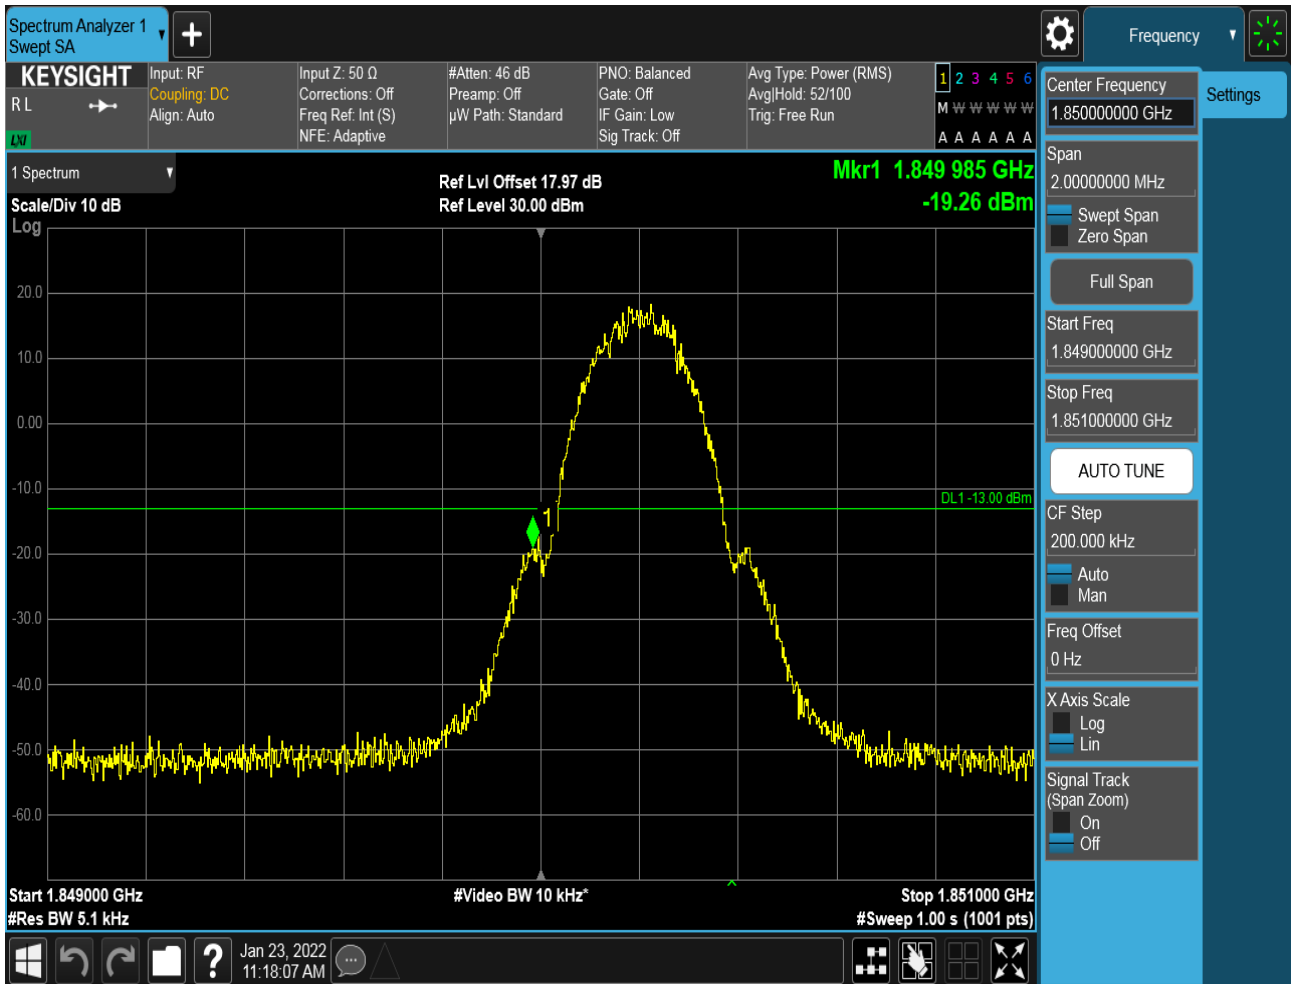 Spectrum Analyzer 1
Swept SA
Frequency
KEYSIGHT
R L
LXI
Input: RF
Coupling: DC
Align: Auto
Input Z: 50 Ω
Corrections: Off
Freq Ref: Int (S)
NFE: Adaptive
#Atten: 46 dB
Preamp: Off
µW Path: Standard
PNO: Balanced
Gate: Off
IF Gain: Low
Sig Track: Off
Avg Type: Power (RMS)
Avg|Hold: 52/100
Trig: Free Run
1 2 3 4 5 6
M W W W W W
A A A A A A
1 Spectrum
Scale/Div 10 dB
Log
Ref Lvl Offset 17.97 dB
Ref Level 30.00 dBm
Mkr1 1.849 985 GHz
-19.26 dBm
20.0
10.0
0.00
-10.0
-20.0
-30.0
-40.0
-50.0
-60.0
DL1 -13.00 dBm
1
Start 1.849000 GHz
#Res BW 5.1 kHz
#Video BW 10 kHz*
Stop 1.851000 GHz
#Sweep 1.00 s (1001 pts)
Jan 23, 2022
11:18:07 AM
Center Frequency
1.850000000 GHz
Settings
Span
2.00000000 MHz
Swept Span
Zero Span
Full Span
Start Freq
1.849000000 GHz
Stop Freq
1.851000000 GHz
AUTO TUNE
CF Step
200.000 kHz
Auto
Man
Freq Offset
0 Hz
X Axis Scale
Log
Lin
Signal Track
(Span Zoom)
On
Off